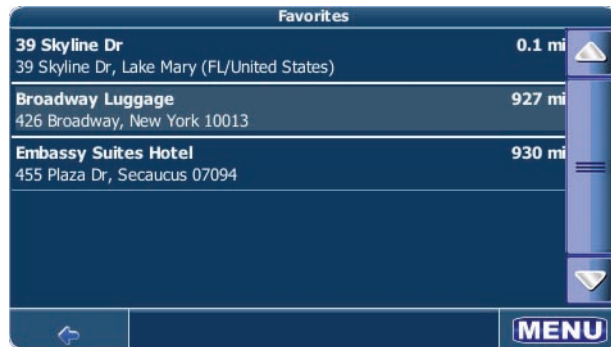 Favorites
39 Skyline Dr 0.1 mi
39 Skyline Dr, Lake Mary (FL/United States)
Broadway Luggage 927 mi
426 Broadway, New York 10013
Embassy Suites Hotel 930 mi
455 Plaza Dr, Secaucus 07094
MENU